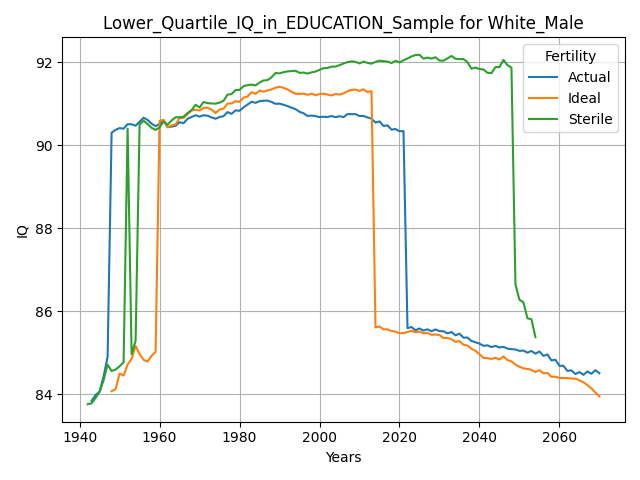 Lower_Quartile_IQ_in_EDUCATION_Sample for White_Male
Fertility
Actual
Ideal
Sterile
92
90
88
86
84
IQ
1940 1960 1980 2000 2020 2040 2060
Years